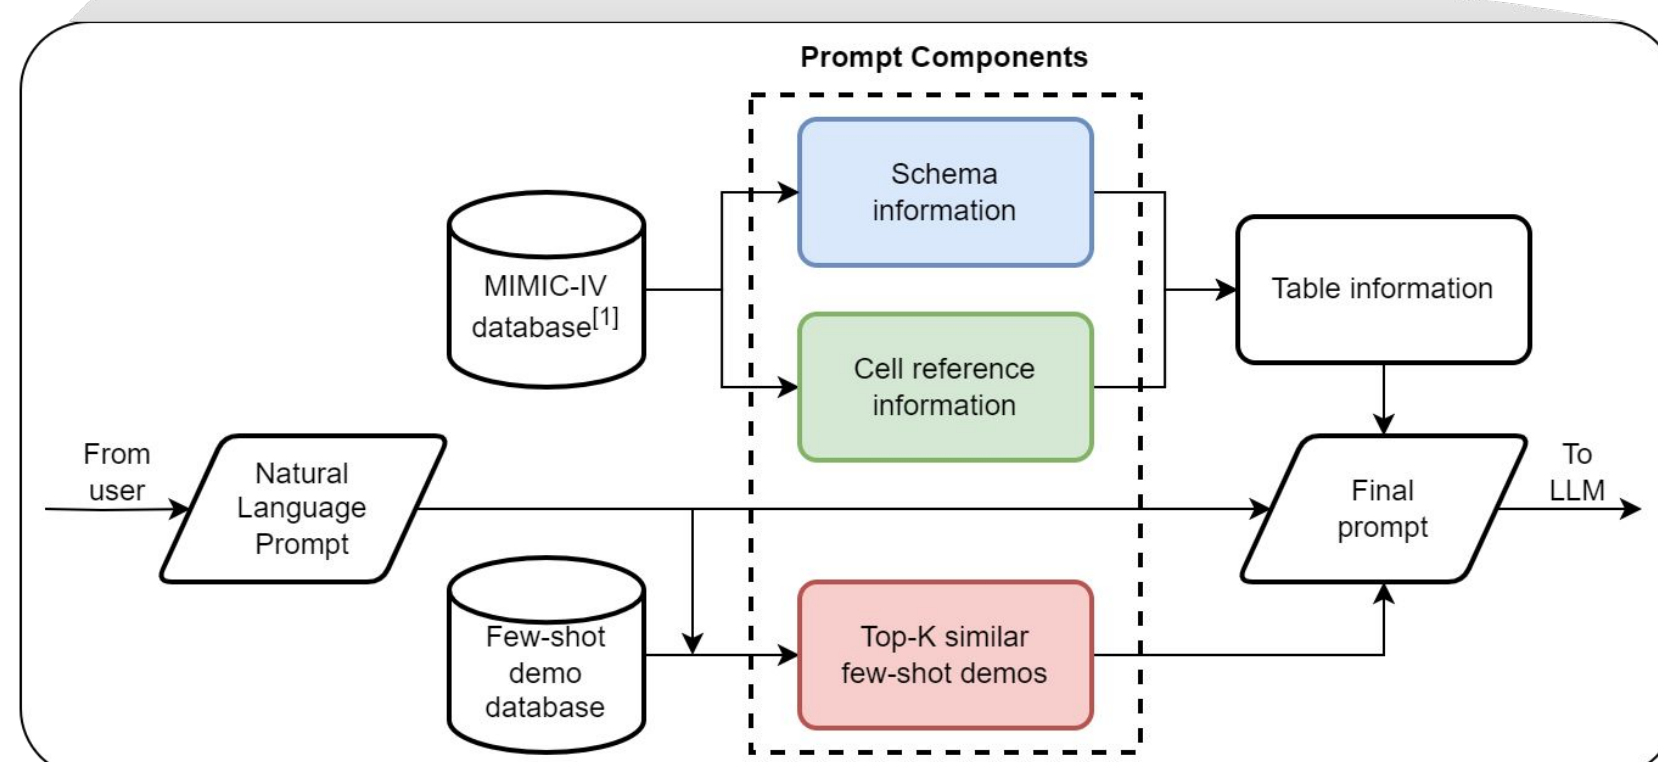 Prompt Components
Schema
information
MIMIC-IV
database[1]
Table information
Cell reference
information
From
user
Natural
Language
Prompt
Final
prompt
To
LLM
Few-shot
demo
database
Top-K similar
few-shot demos